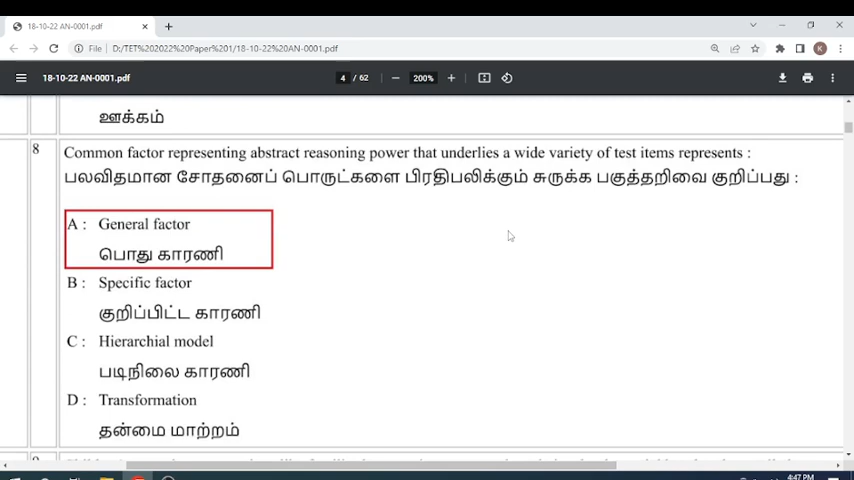 18-10-22 AN-0001.pdf
File D:/TET%202022%20Paper%201/18-10-22%20AN-0001.pdf
K
18-10-22 AN-0001.pdf
4 / 62
200%
ஊக்கம்
8
Common factor representing abstract reasoning power that underlies a wide variety of test items represents :
பலவிதமான சோதனைப் பொருட்களை பிரதிபலிக்கும் சுருக்க பகுத்தறிவை குறிப்பது :
A : General factor
பொது காரணி
B : Specific factor
குறிப்பிட்ட காரணி
C : Hierarchial model
படிநிலை காரணி
D : Transformation
தன்மை மாற்றம்
4:47 PM